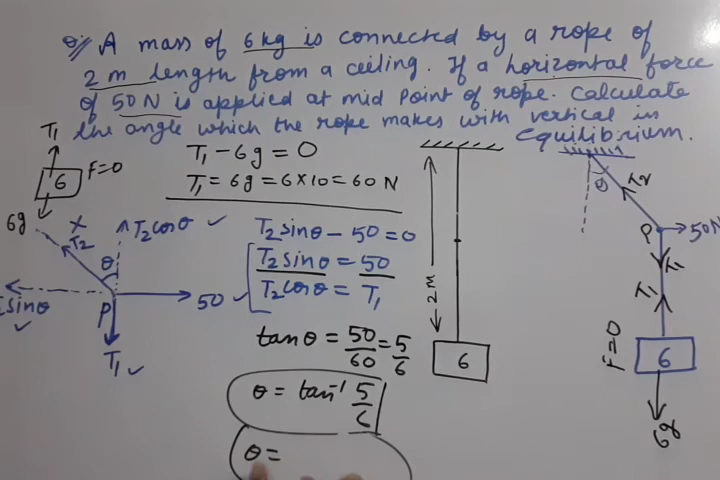 Q:// A mass of 6 kg is connected by a rope of
2 m length from a ceiling. If a horizontal force
of 50 N is applied at mid point of rope. Calculate
the angle which the rope makes with vertical in
equilibrium.
T₁
6
F=0
6g
T₁ - 6g = 0
T₁ = 6g = 6×10 = 60 N
X
T₂
T₂cosθ
θ
sinθ
P
50
T₁
T₂sinθ - 50 = 0
T₂sinθ = 50
T₂cosθ = T₁
tanθ = 50/60 = 5/6
θ = tan⁻¹ 5/6
θ =
2 m
6
θ
T₂
P
50N
T₁
T₁
F=0
6
6g